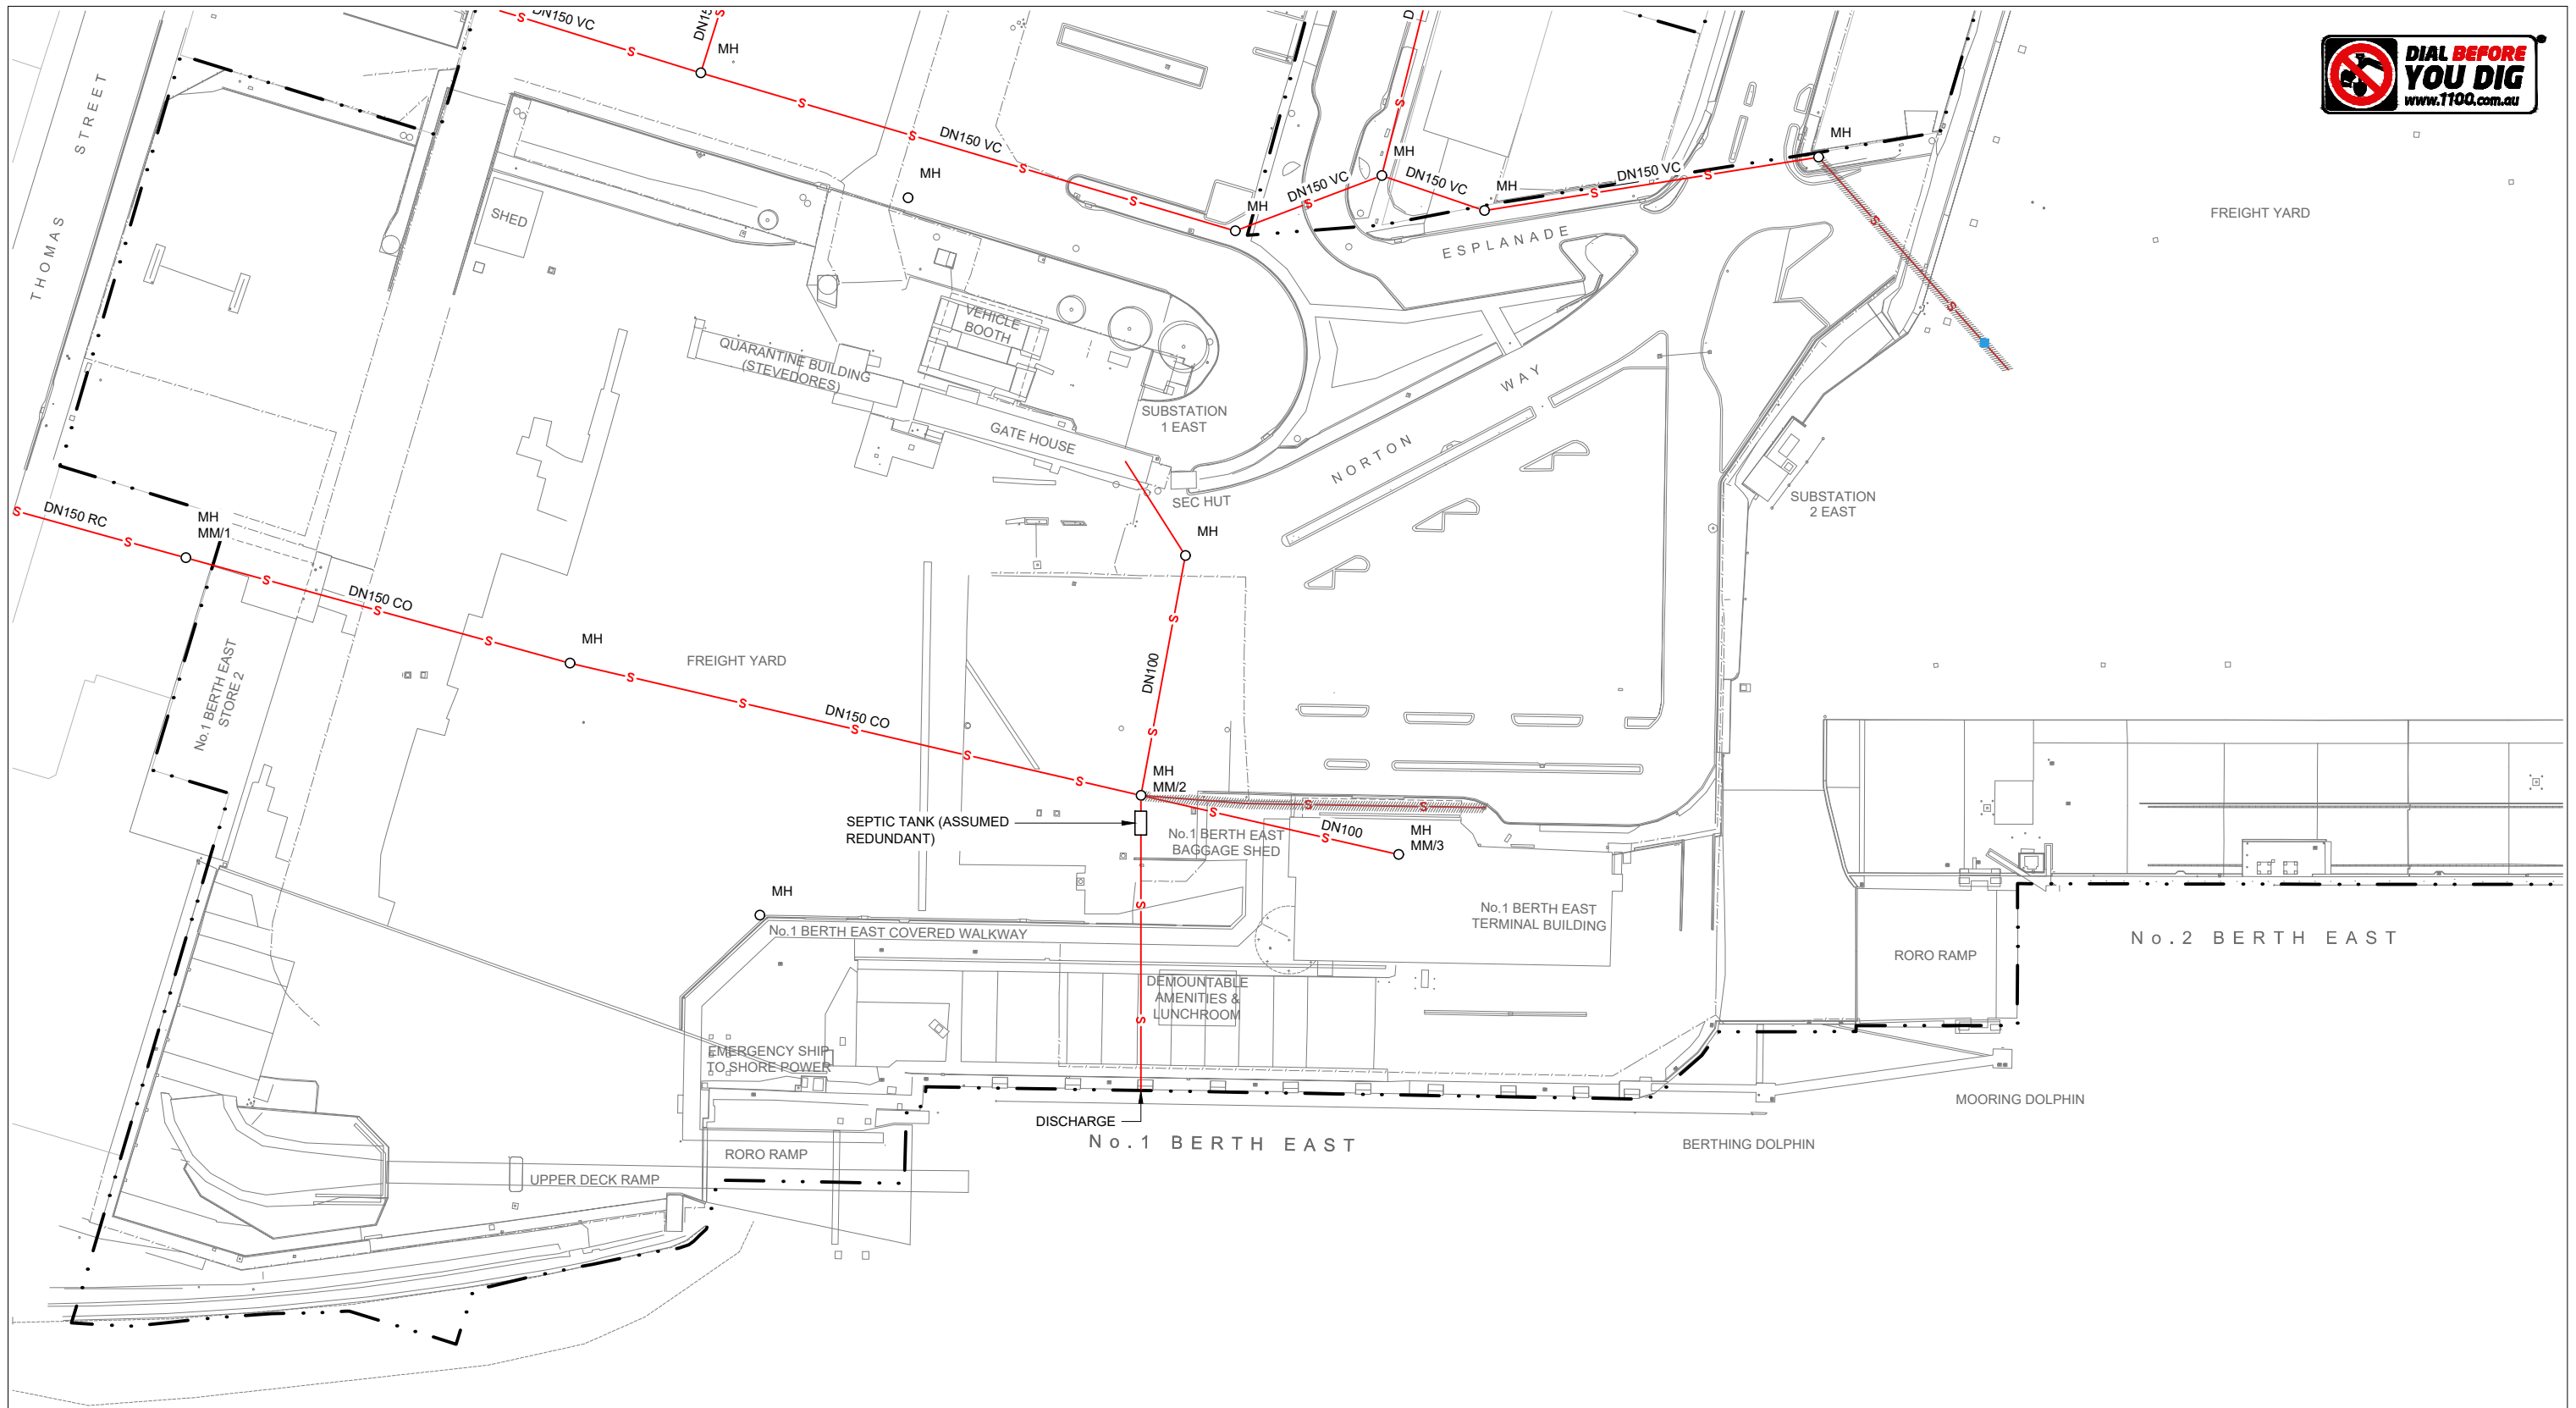 DN150 VC
MH
DIAL BEFORE
YOU DIG
www.1100.com.au
THOMAS STREET
DN150 VC
MH
MH
MH
DN150 VC
MH
DN150 VC
MH
DN150 VC
MH
FREIGHT YARD
SHED
ESPLANADE
VEHICLE
BOOTH
QUARANTINE BUILDING
(STEVEDORES)
NORTON WAY
SUBSTATION
1 EAST
GATE HOUSE
SEC HUT
SUBSTATION
2 EAST
DN150 RC
MH
MM/1
MH
DN150 CO
MH
FREIGHT YARD
DN100
No.1 BERTH EAST
STORE 2
DN150 CO
MH
MM/2
SEPTIC TANK (ASSUMED
REDUNDANT)
No.1 BERTH EAST
BAGGAGE SHED
DN100
MH
MM/3
MH
No.1 BERTH EAST COVERED WALKWAY
No.1 BERTH EAST
TERMINAL BUILDING
No.2 BERTH EAST
RORO RAMP
DEMOUNTABLE
AMENITIES &
LUNCHROOM
EMERGENCY SHIP
TO SHORE POWER
MOORING DOLPHIN
DISCHARGE
No.1 BERTH EAST
BERTHING DOLPHIN
RORO RAMP
UPPER DECK RAMP